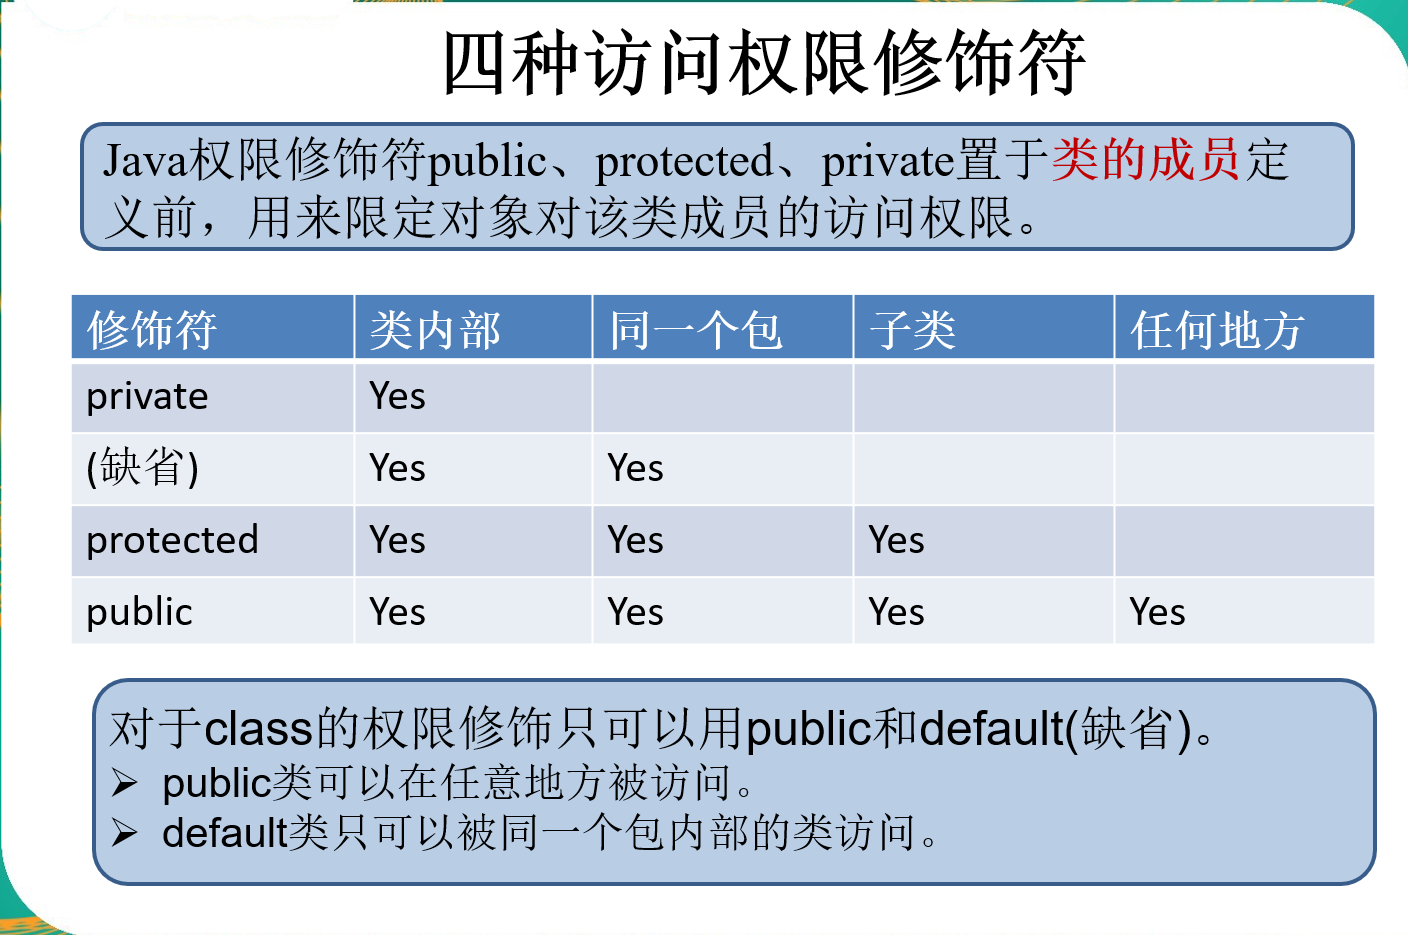 四种访问权限修饰符
Java权限修饰符public、protected、private置于类的成员定
义前，用来限定对象对该类成员的访问权限。
修饰符 类内部 同一个包 子类 任何地方
private Yes
(缺省) Yes Yes
protected Yes Yes Yes
public Yes Yes Yes Yes
对于class的权限修饰只可以用public和default(缺省)。
➢ public类可以在任意地方被访问。
➢ default类只可以被同一个包内部的类访问。